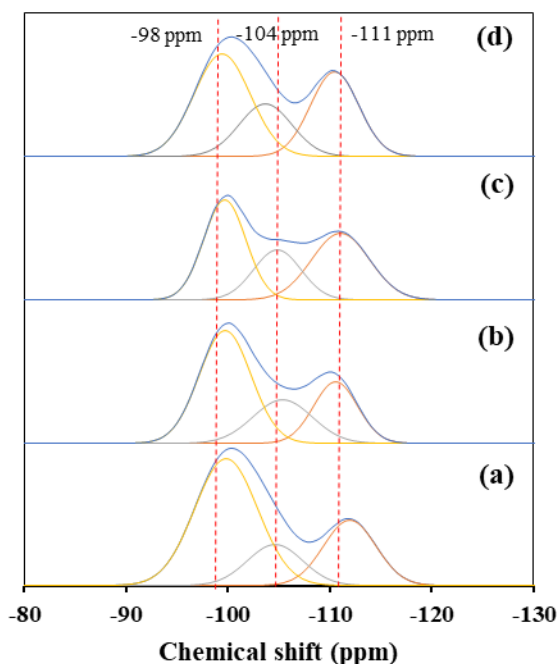 -98 ppm -104 ppm -111 ppm
(d)
(c)
(b)
(a)
-80 -90 -100 -110 -120 -130
Chemical shift (ppm)